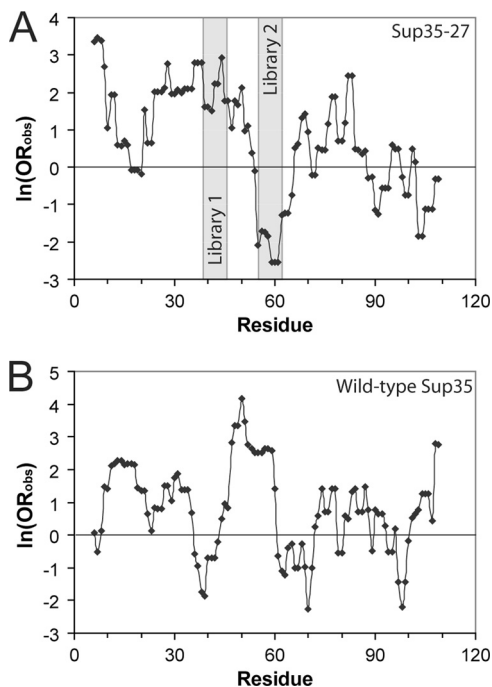 A
Sup35-27
ln(ORobs)
4
3
2
1
0
-1
-2
-3
Library 1
Library 2
0 30 60 90 120
Residue
B
Wild-type Sup35
ln(ORobs)
5
4
3
2
1
0
-1
-2
-3
0 30 60 90 120
Residue